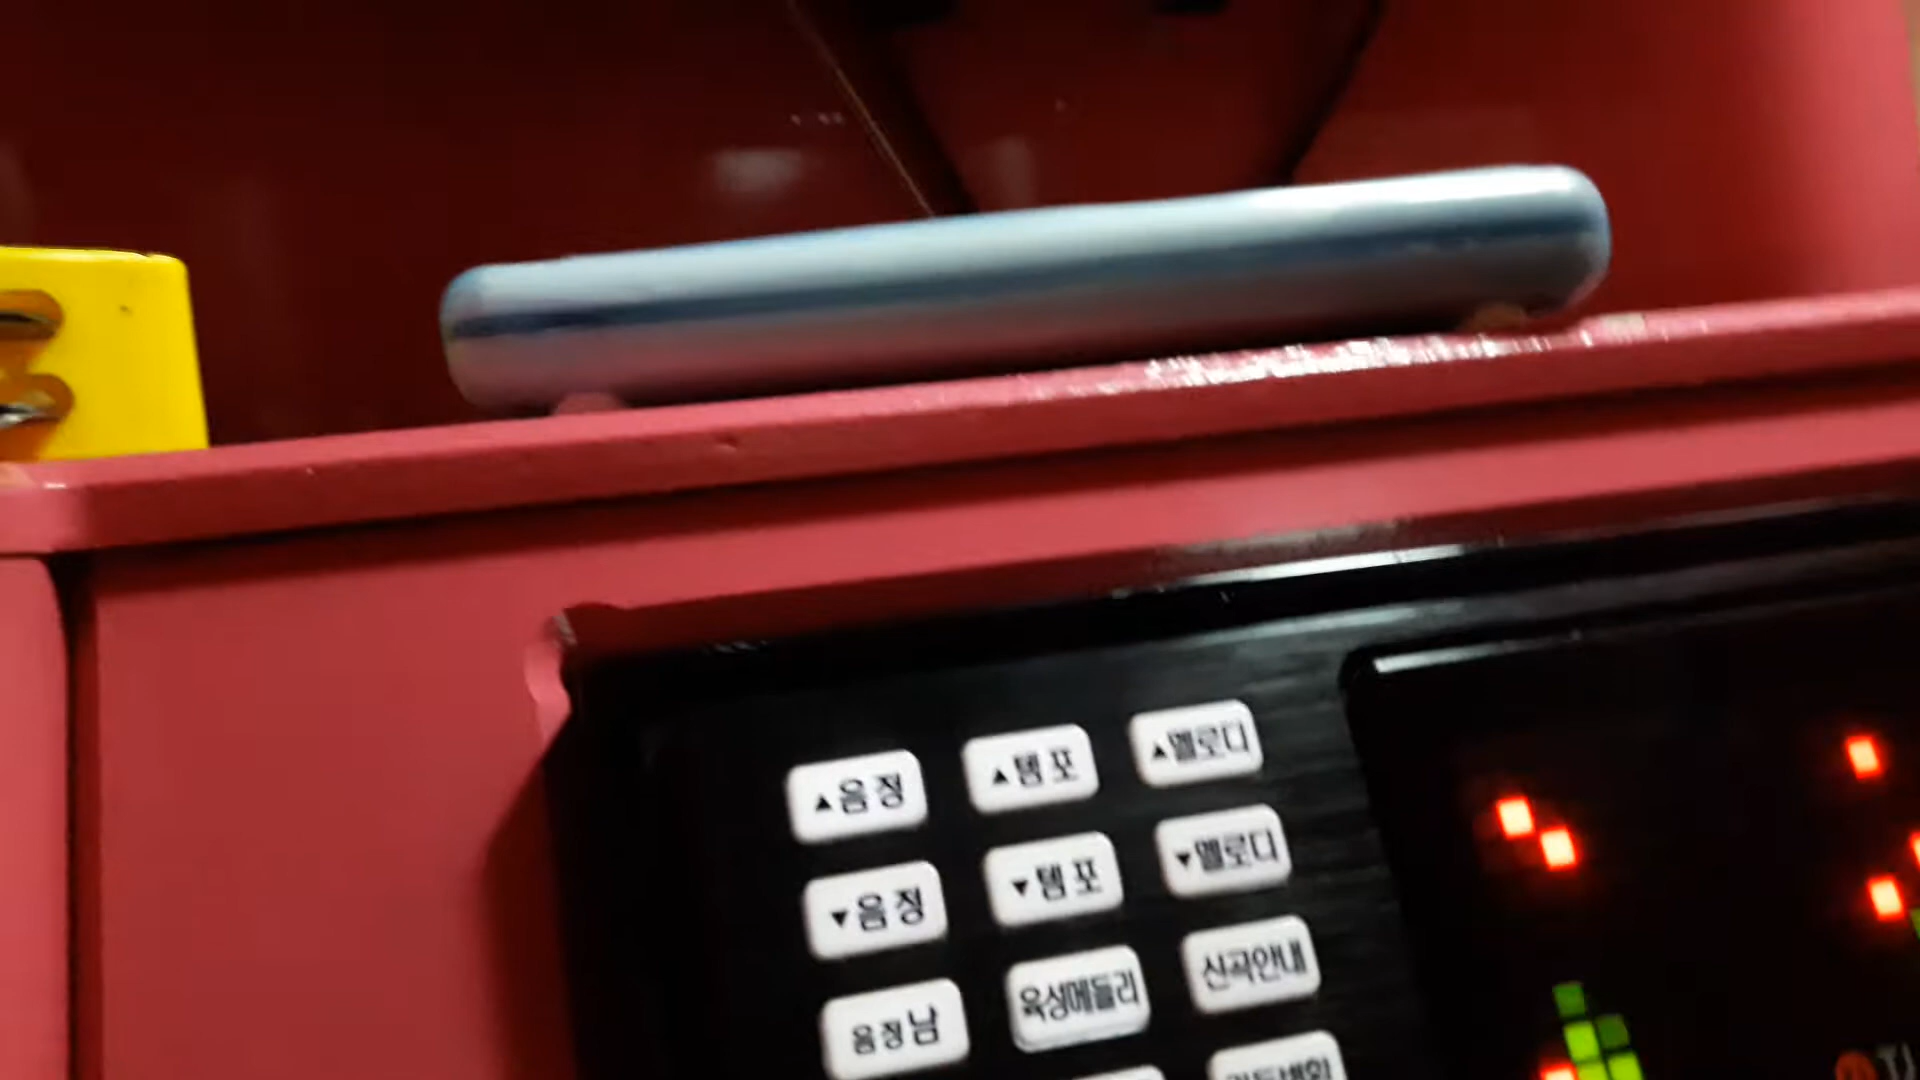 ▲음정 ▲템포 ▲멜로디
▼음정 ▼템포 ▼멜로디
음정남 육성메들리 신곡안내